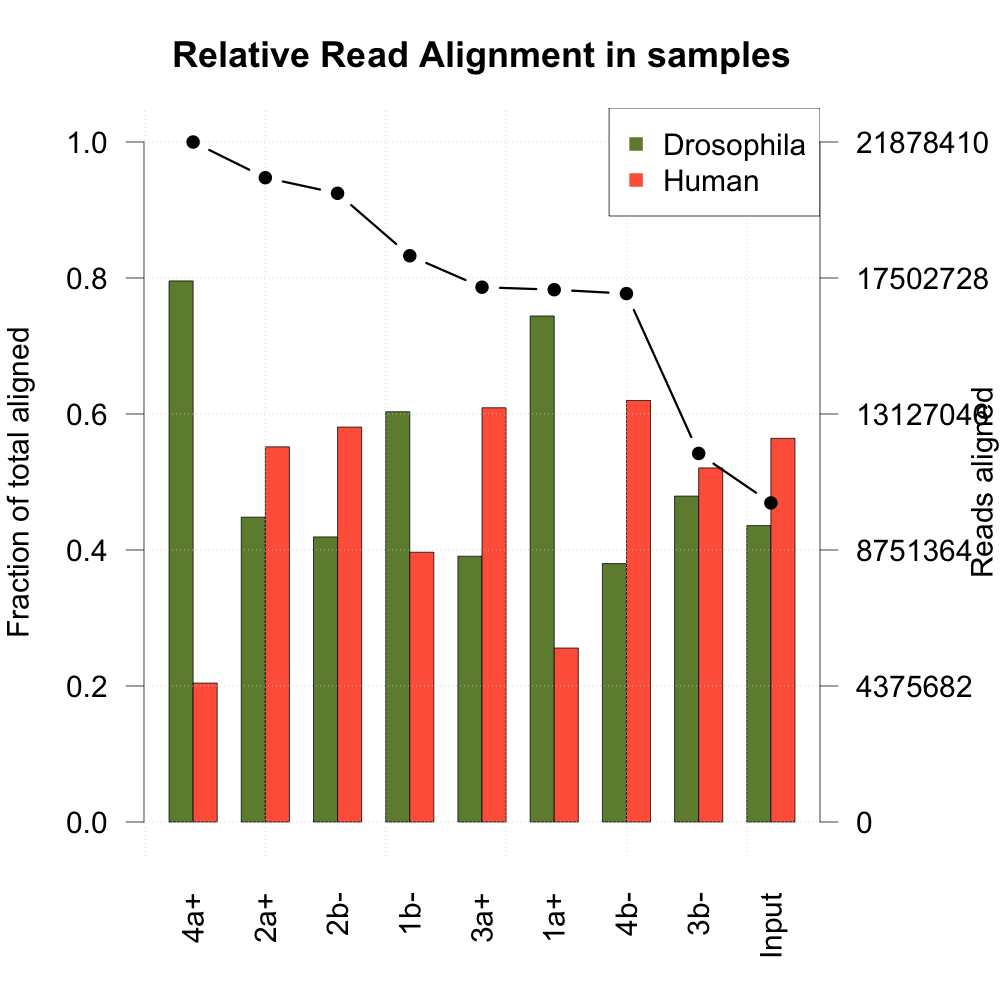 Relative Read Alignment in samples
Drosophila
Human
1.0
0.8
0.6
0.4
0.2
0.0
Fraction of total aligned
21878410
17502728
13127046
8751364
4375682
0
Reads aligned
4a+
2a+
2b-
1b-
3a+
1a+
4b-
3b-
Input